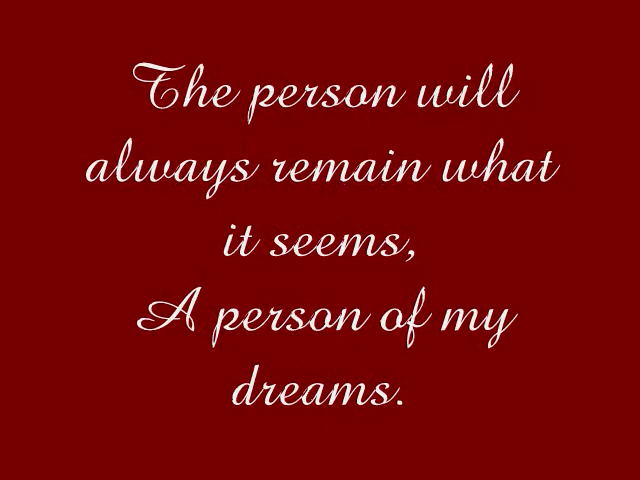 The person will
always remain what
it seems,
A person of my
dreams.